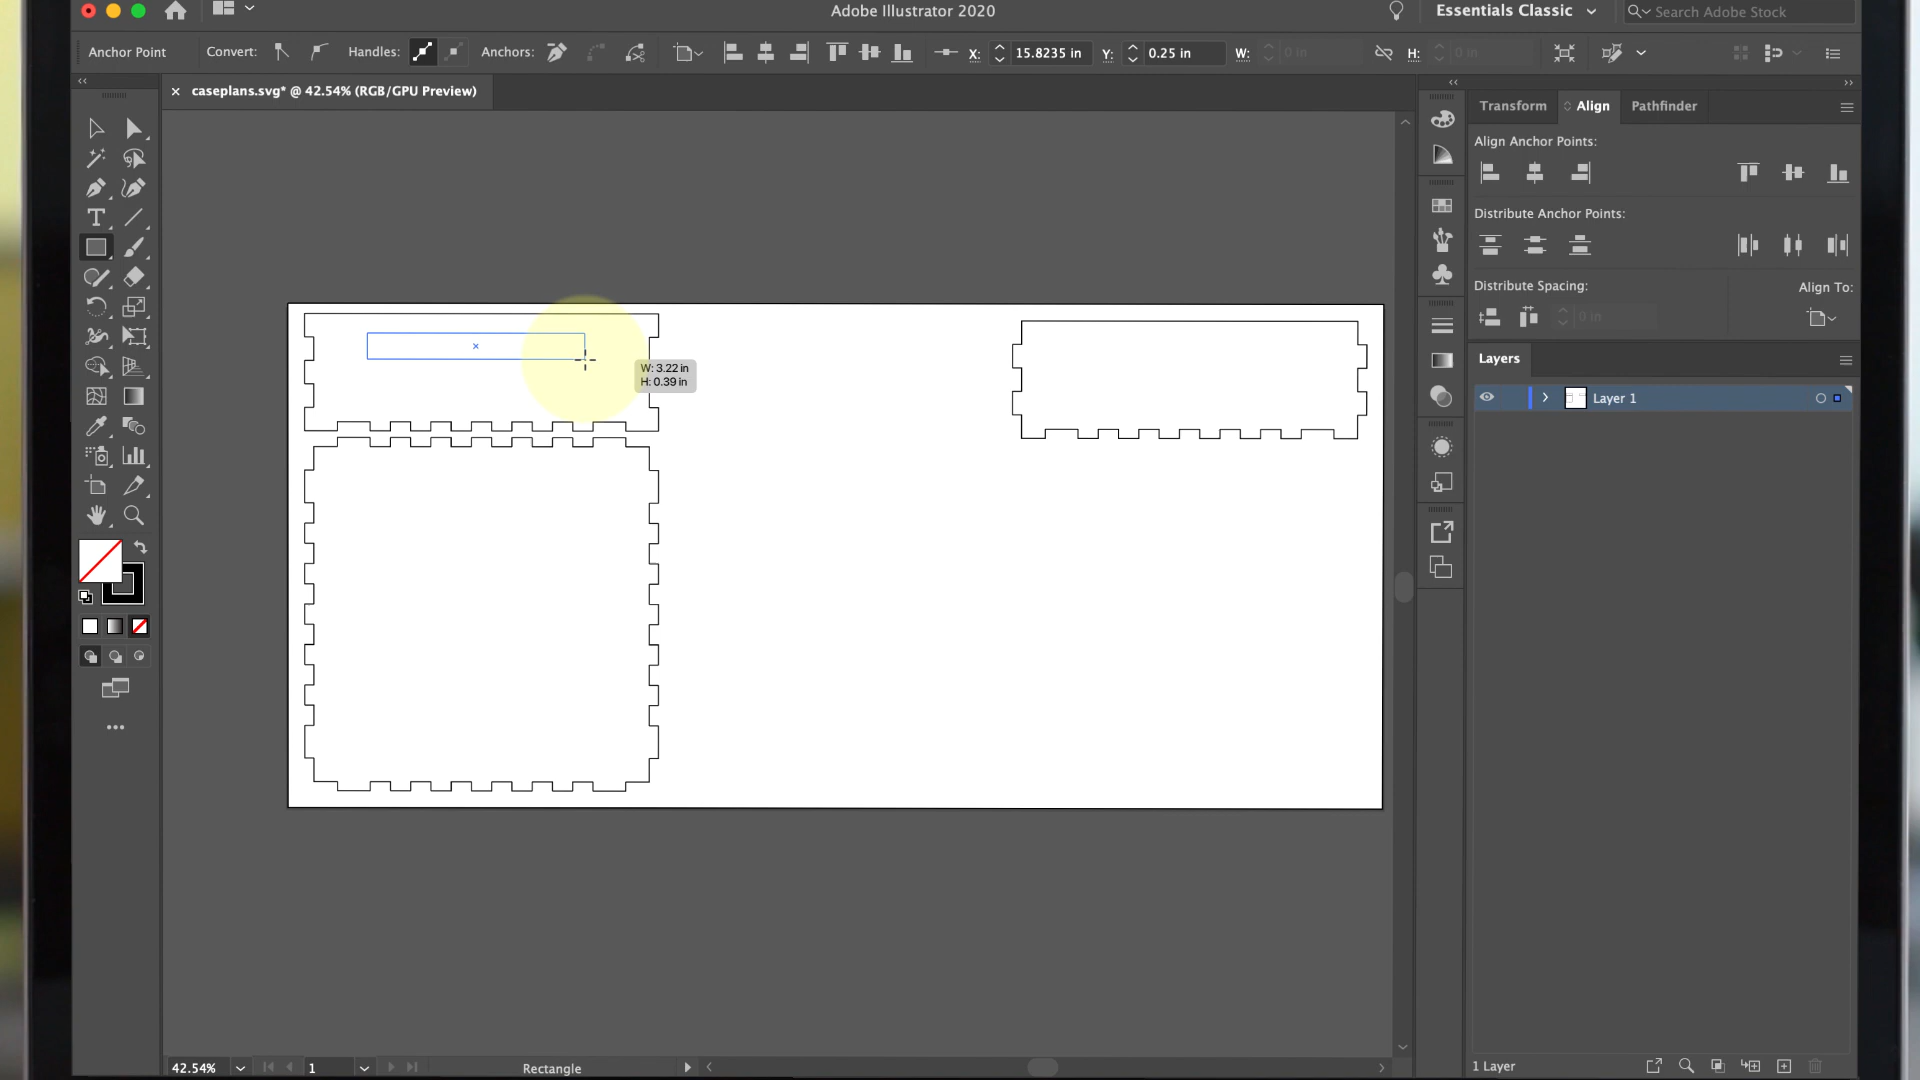 Adobe Illustrator 2020
Essentials Classic
Search Adobe Stock
Anchor Point
Convert:
Handles:
Anchors:
X:
15.8235 in
Y:
0.25 in
W:
0 in
H:
0 in
caseplans.svg* @ 42.54% (RGB/GPU Preview)
Transform
Align
Pathfinder
Align Anchor Points:
Distribute Anchor Points:
Distribute Spacing:
Align To:
0 in
Layers
Layer 1
W: 3.22 in
H: 0.39 in
42.54%
1
Rectangle
1 Layer